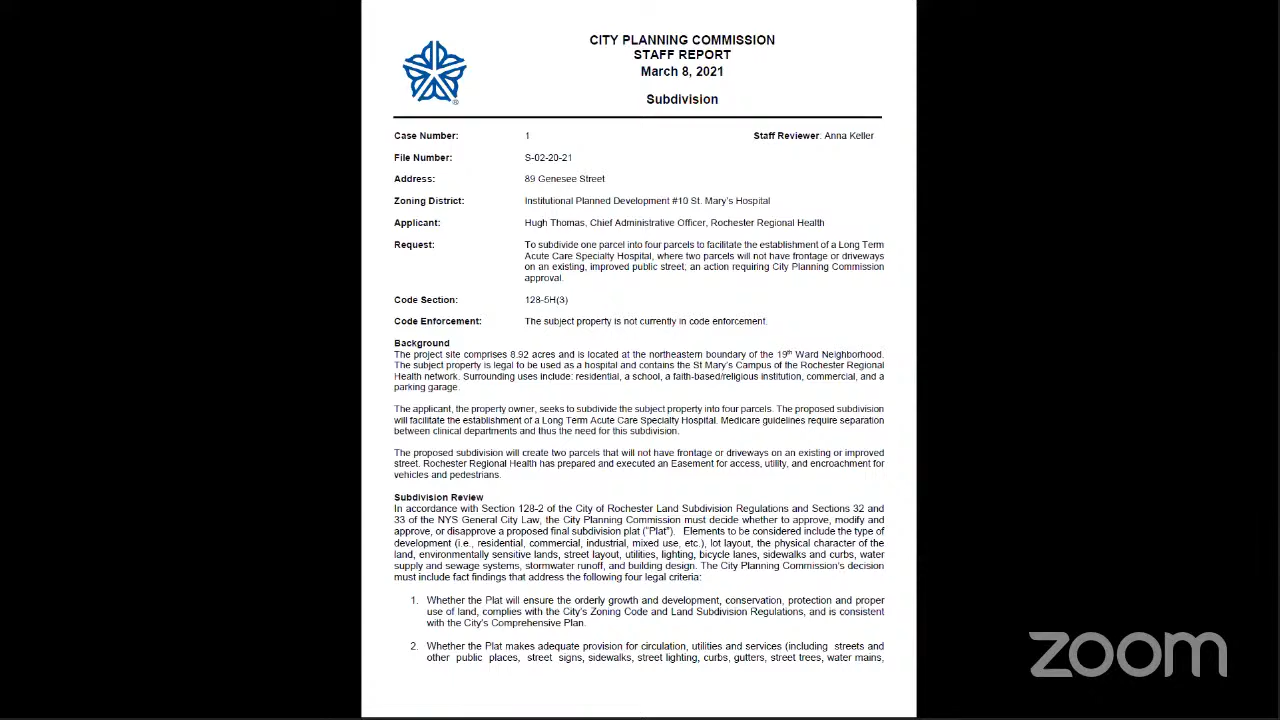 CITY PLANNING COMMISSION
STAFF REPORT
March 8, 2021
Subdivision
Case Number: 1 Staff Reviewer: Anna Keller
File Number: S-02-20-21
Address: 89 Genesee Street
Zoning District: Institutional Planned Development #10 St. Mary's Hospital
Applicant: Hugh Thomas, Chief Administrative Officer, Rochester Regional Health
Request: To subdivide one parcel into four parcels to facilitate the establishment of a Long Term
Acute Care Specialty Hospital, where two parcels will not have frontage or driveways
on an existing, improved public street; an action requiring City Planning Commission
approval.
Code Section: 128-5H(3)
Code Enforcement: The subject property is not currently in code enforcement.
Background
The project site comprises 8.92 acres and is located at the northeastern boundary of the 19th Ward Neighborhood.
The subject property is legal to be used as a hospital and contains the St Mary's Campus of the Rochester Regional
Health network. Surrounding uses include: residential, a school, a faith-based/religious institution, commercial, and a
parking garage.
The applicant, the property owner, seeks to subdivide the subject property into four parcels. The proposed subdivision
will facilitate the establishment of a Long Term Acute Care Specialty Hospital. Medicare guidelines require separation
between clinical departments and thus the need for this subdivision.
The proposed subdivision will create two parcels that will not have frontage or driveways on an existing or improved
street. Rochester Regional Health has prepared and executed an Easement for access, utility, and encroachment for
vehicles and pedestrians.
Subdivision Review
In accordance with Section 128-2 of the City of Rochester Land Subdivision Regulations and Sections 32 and
33 of the NYS General City Law, the City Planning Commission must decide whether to approve, modify and
approve, or disapprove a proposed final subdivision plat ("Plat"). Elements to be considered include the type of
development (i.e., residential, commercial, industrial, mixed use, etc.), lot layout, the physical character of the
land, environmentally sensitive lands, street layout, utilities, lighting, bicycle lanes, sidewalks and curbs, water
supply and sewage systems, stormwater runoff, and building design. The City Planning Commission's decision
must include fact findings that address the following four legal criteria:
1. Whether the Plat will ensure the orderly growth and development, conservation, protection and proper
use of land, complies with the City's Zoning Code and Land Subdivision Regulations, and is consistent
with the City's Comprehensive Plan.
2. Whether the Plat makes adequate provision for circulation, utilities and services (including streets and
other public places, street signs, sidewalks, street lighting, curbs, gutters, street trees, water mains,
zoom